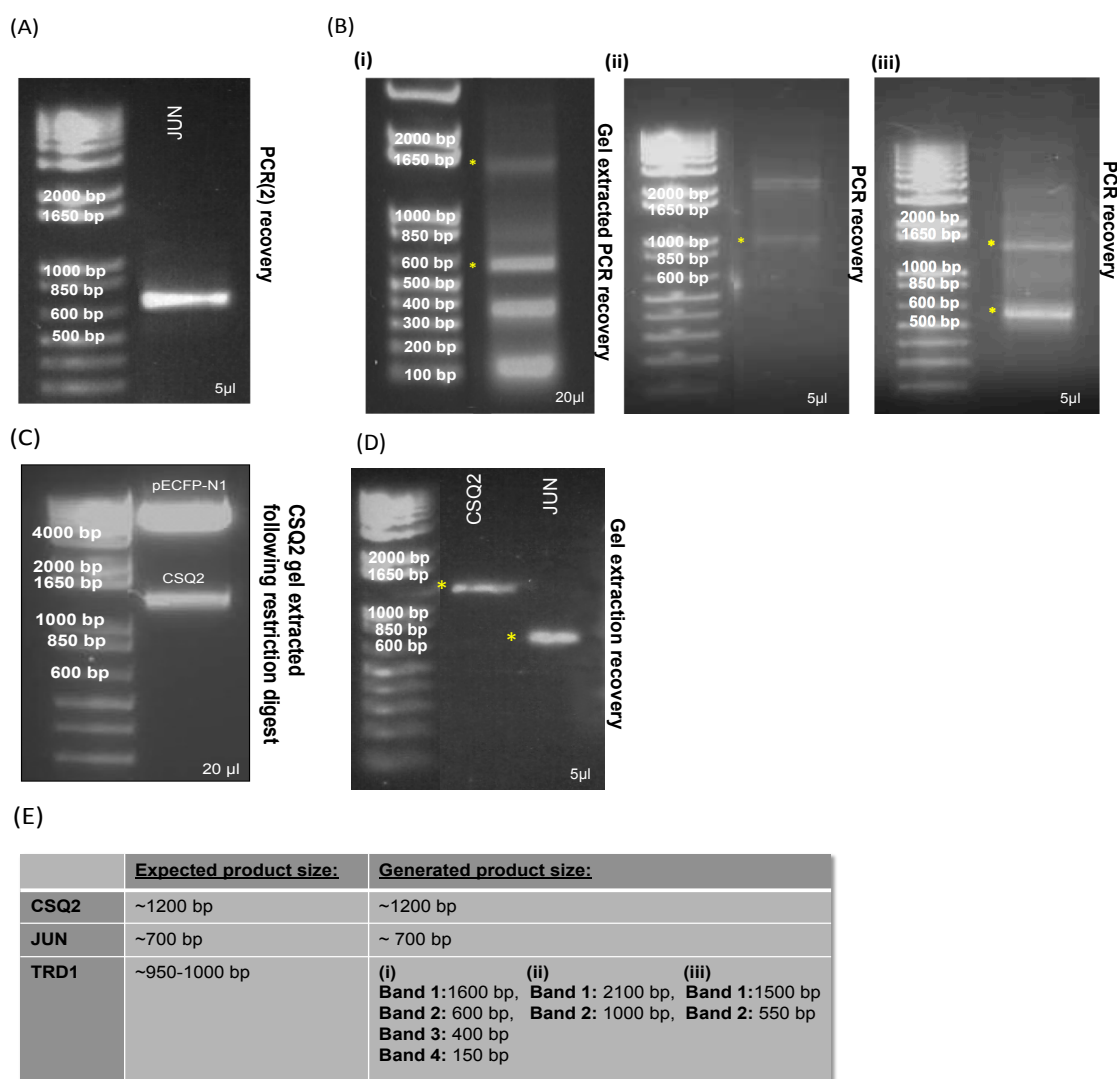 (A)
JUN
2000 bp
1650 bp
1000 bp
850 bp
600 bp
500 bp
5µl
PCR(2) recovery
(B)
(i)
2000 bp
1650 bp
*
1000 bp
850 bp
600 bp
*
500 bp
400 bp
300 bp
200 bp
100 bp
20µl
Gel extracted PCR recovery
(ii)
2000 bp
1650 bp
1000 bp
*
850 bp
600 bp
5µl
PCR recovery
(iii)
2000 bp
1650 bp
*
1000 bp
850 bp
600 bp
*
500 bp
5µl
PCR recovery
(C)
pECFP-N1
4000 bp
2000 bp
1650 bp
CSQ2
1000 bp
850 bp
600 bp
20 µl
CSQ2 gel extracted
following restriction digest
(D)
CSQ2
JUN
2000 bp
1650 bp
*
1000 bp
850 bp
*
600 bp
5µl
Gel extraction recovery
(E)
Expected product size: Generated product size:
CSQ2 ~1200 bp ~1200 bp
JUN ~700 bp ~ 700 bp
TRD1 ~950-1000 bp (i) (ii) (iii)
Band 1:1600 bp, Band 1: 2100 bp, Band 1:1500 bp
Band 2: 600 bp, Band 2: 1000 bp, Band 2: 550 bp
Band 3: 400 bp
Band 4: 150 bp